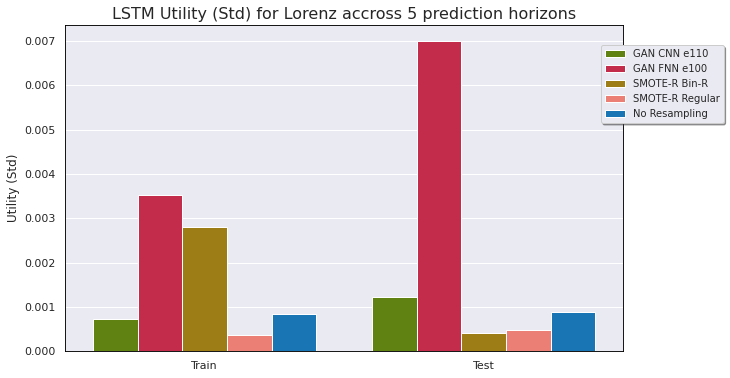 LSTM Utility (Std) for Lorenz accross 5 prediction horizons
0.007
0.006
0.005
0.004
0.003
0.002
0.001
0.000
Utility (Std)
Train
Test
GAN CNN e110
GAN FNN e100
SMOTE-R Bin-R
SMOTE-R Regular
No Resampling